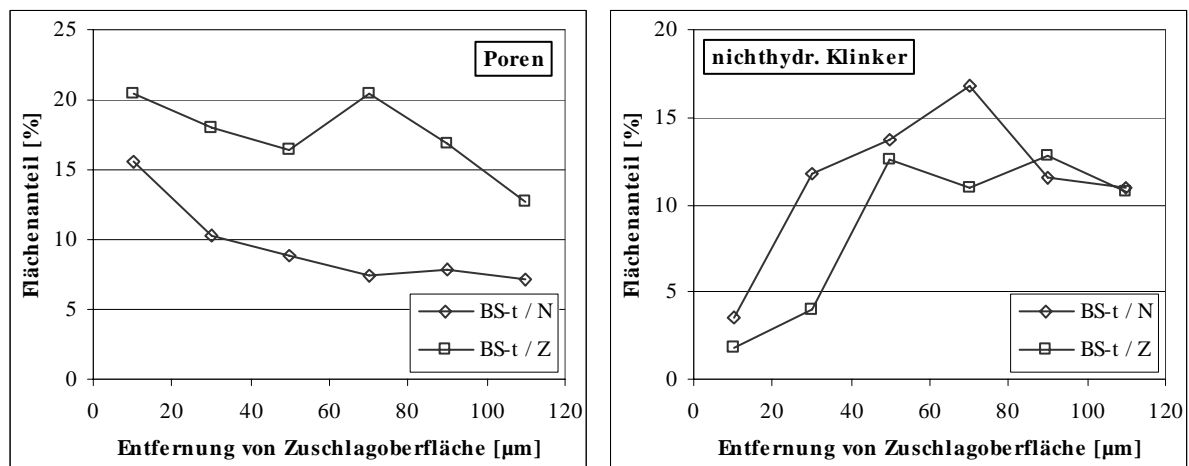 25
20
15
10
5
0
Flächenanteil [%]
Poren
BS-t / N
BS-t / Z
0 20 40 60 80 100 120
Entfernung von Zuschlagoberfläche [µm]
20
15
10
5
0
Flächenanteil [%]
nichthydr. Klinker
BS-t / N
BS-t / Z
0 20 40 60 80 100 120
Entfernung von Zuschlagoberfläche [µm]